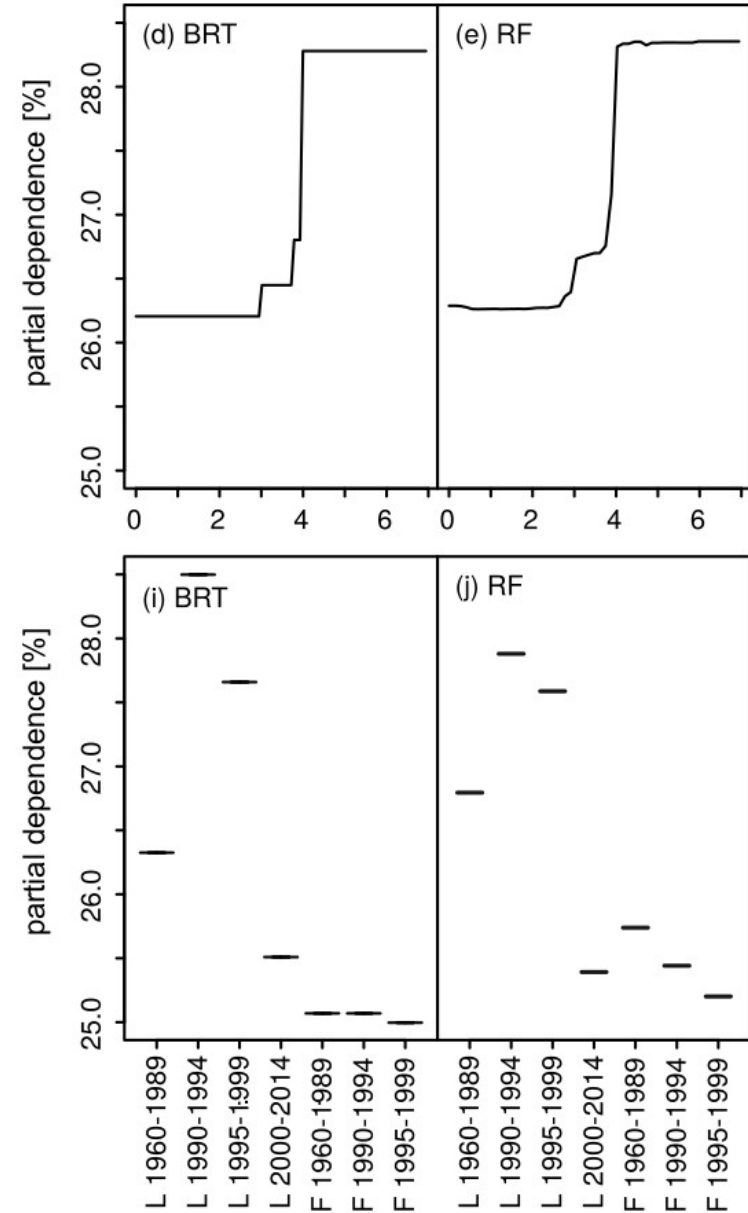 (d) BRT
(e) RF
partial dependence [%]
28.0
27.0
26.0
25.0
0 2 4 6
0 2 4 6
(i) BRT
(j) RF
partial dependence [%]
28.0
27.0
26.0
25.0
L 1960-1989
L 1990-1994
L 1995-1:999
L 2000-2014
F 1960-1989
F 1990-1994
F 1995-1999
L 1960-1989
L 1990-1994
L 1995-1999
L 2000-2014
F 1960-1989
F 1990-1994
F 1995-1999